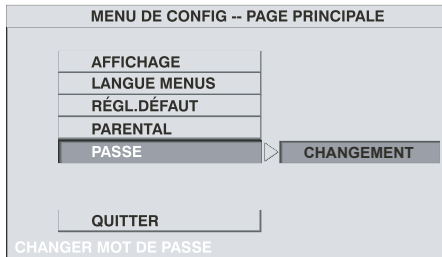 MENU DE CONFIG -- PAGE PRINCIPALE
AFFICHAGE
LANGUE MENUS
RÉGL.DÉFAUT
PARENTAL
PASSE CHANGEMENT
QUITTER
CHANGER MOT DE PASSE